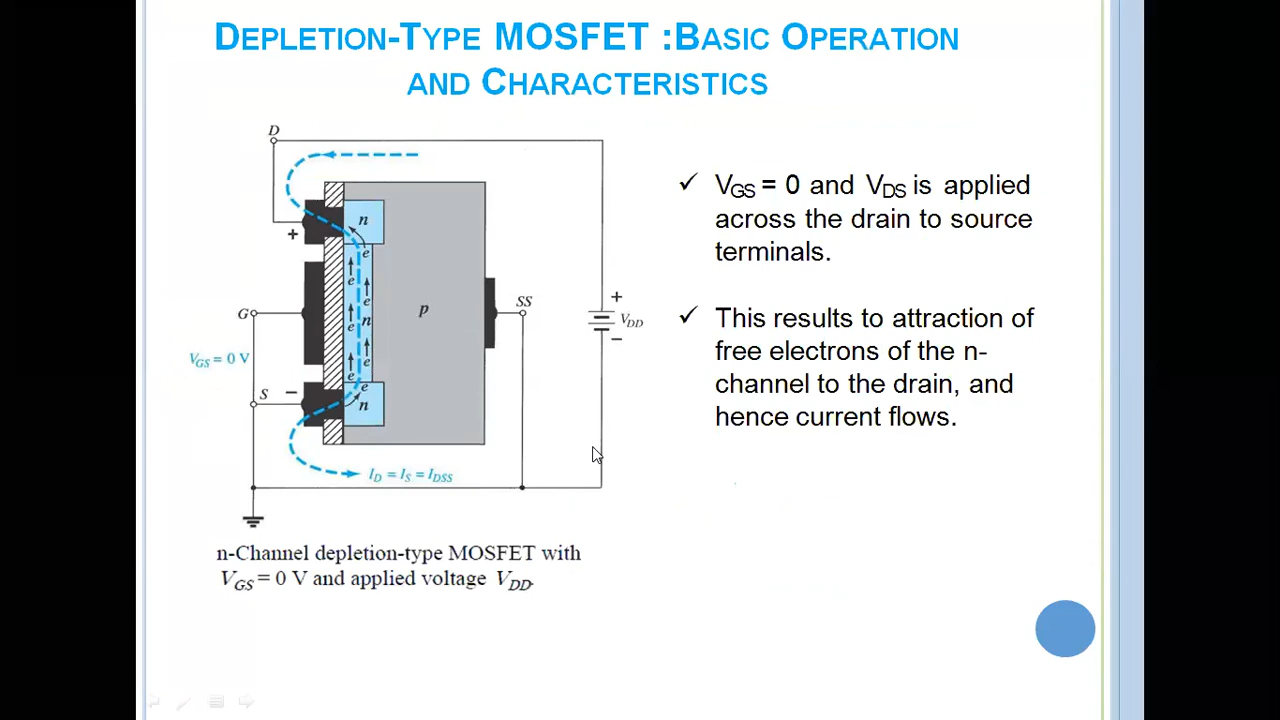 DEPLETION-TYPE MOSFET :BASIC OPERATION
AND CHARACTERISTICS
D
n
+
e
e
e
e
n
e
e
e
e
n
p
G
SS
+
VDD
−
VGS = 0 V
S
−
ID = IS = IDSS
n-Channel depletion-type MOSFET with
VGS = 0 V and applied voltage VDD.
VGS = 0 and VDS is applied
across the drain to source
terminals.
This results to attraction of
free electrons of the n-
channel to the drain, and
hence current flows.